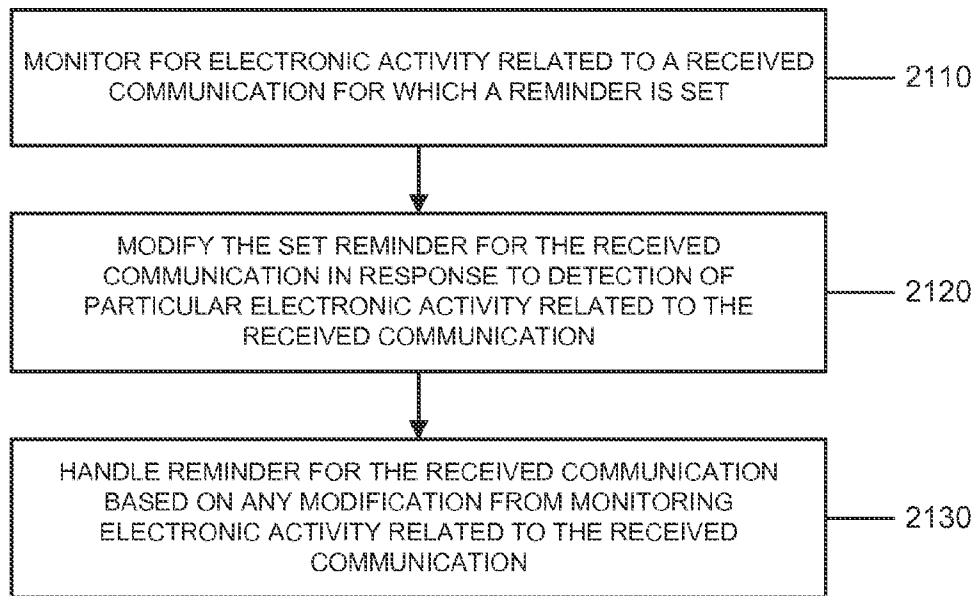 MONITOR FOR ELECTRONIC ACTIVITY RELATED TO A RECEIVED
COMMUNICATION FOR WHICH A REMINDER IS SET
2110
MODIFY THE SET REMINDER FOR THE RECEIVED
COMMUNICATION IN RESPONSE TO DETECTION OF
PARTICULAR ELECTRONIC ACTIVITY RELATED TO THE
RECEIVED COMMUNICATION
2120
HANDLE REMINDER FOR THE RECEIVED COMMUNICATION
BASED ON ANY MODIFICATION FROM MONITORING
ELECTRONIC ACTIVITY RELATED TO THE RECEIVED
COMMUNICATION
2130